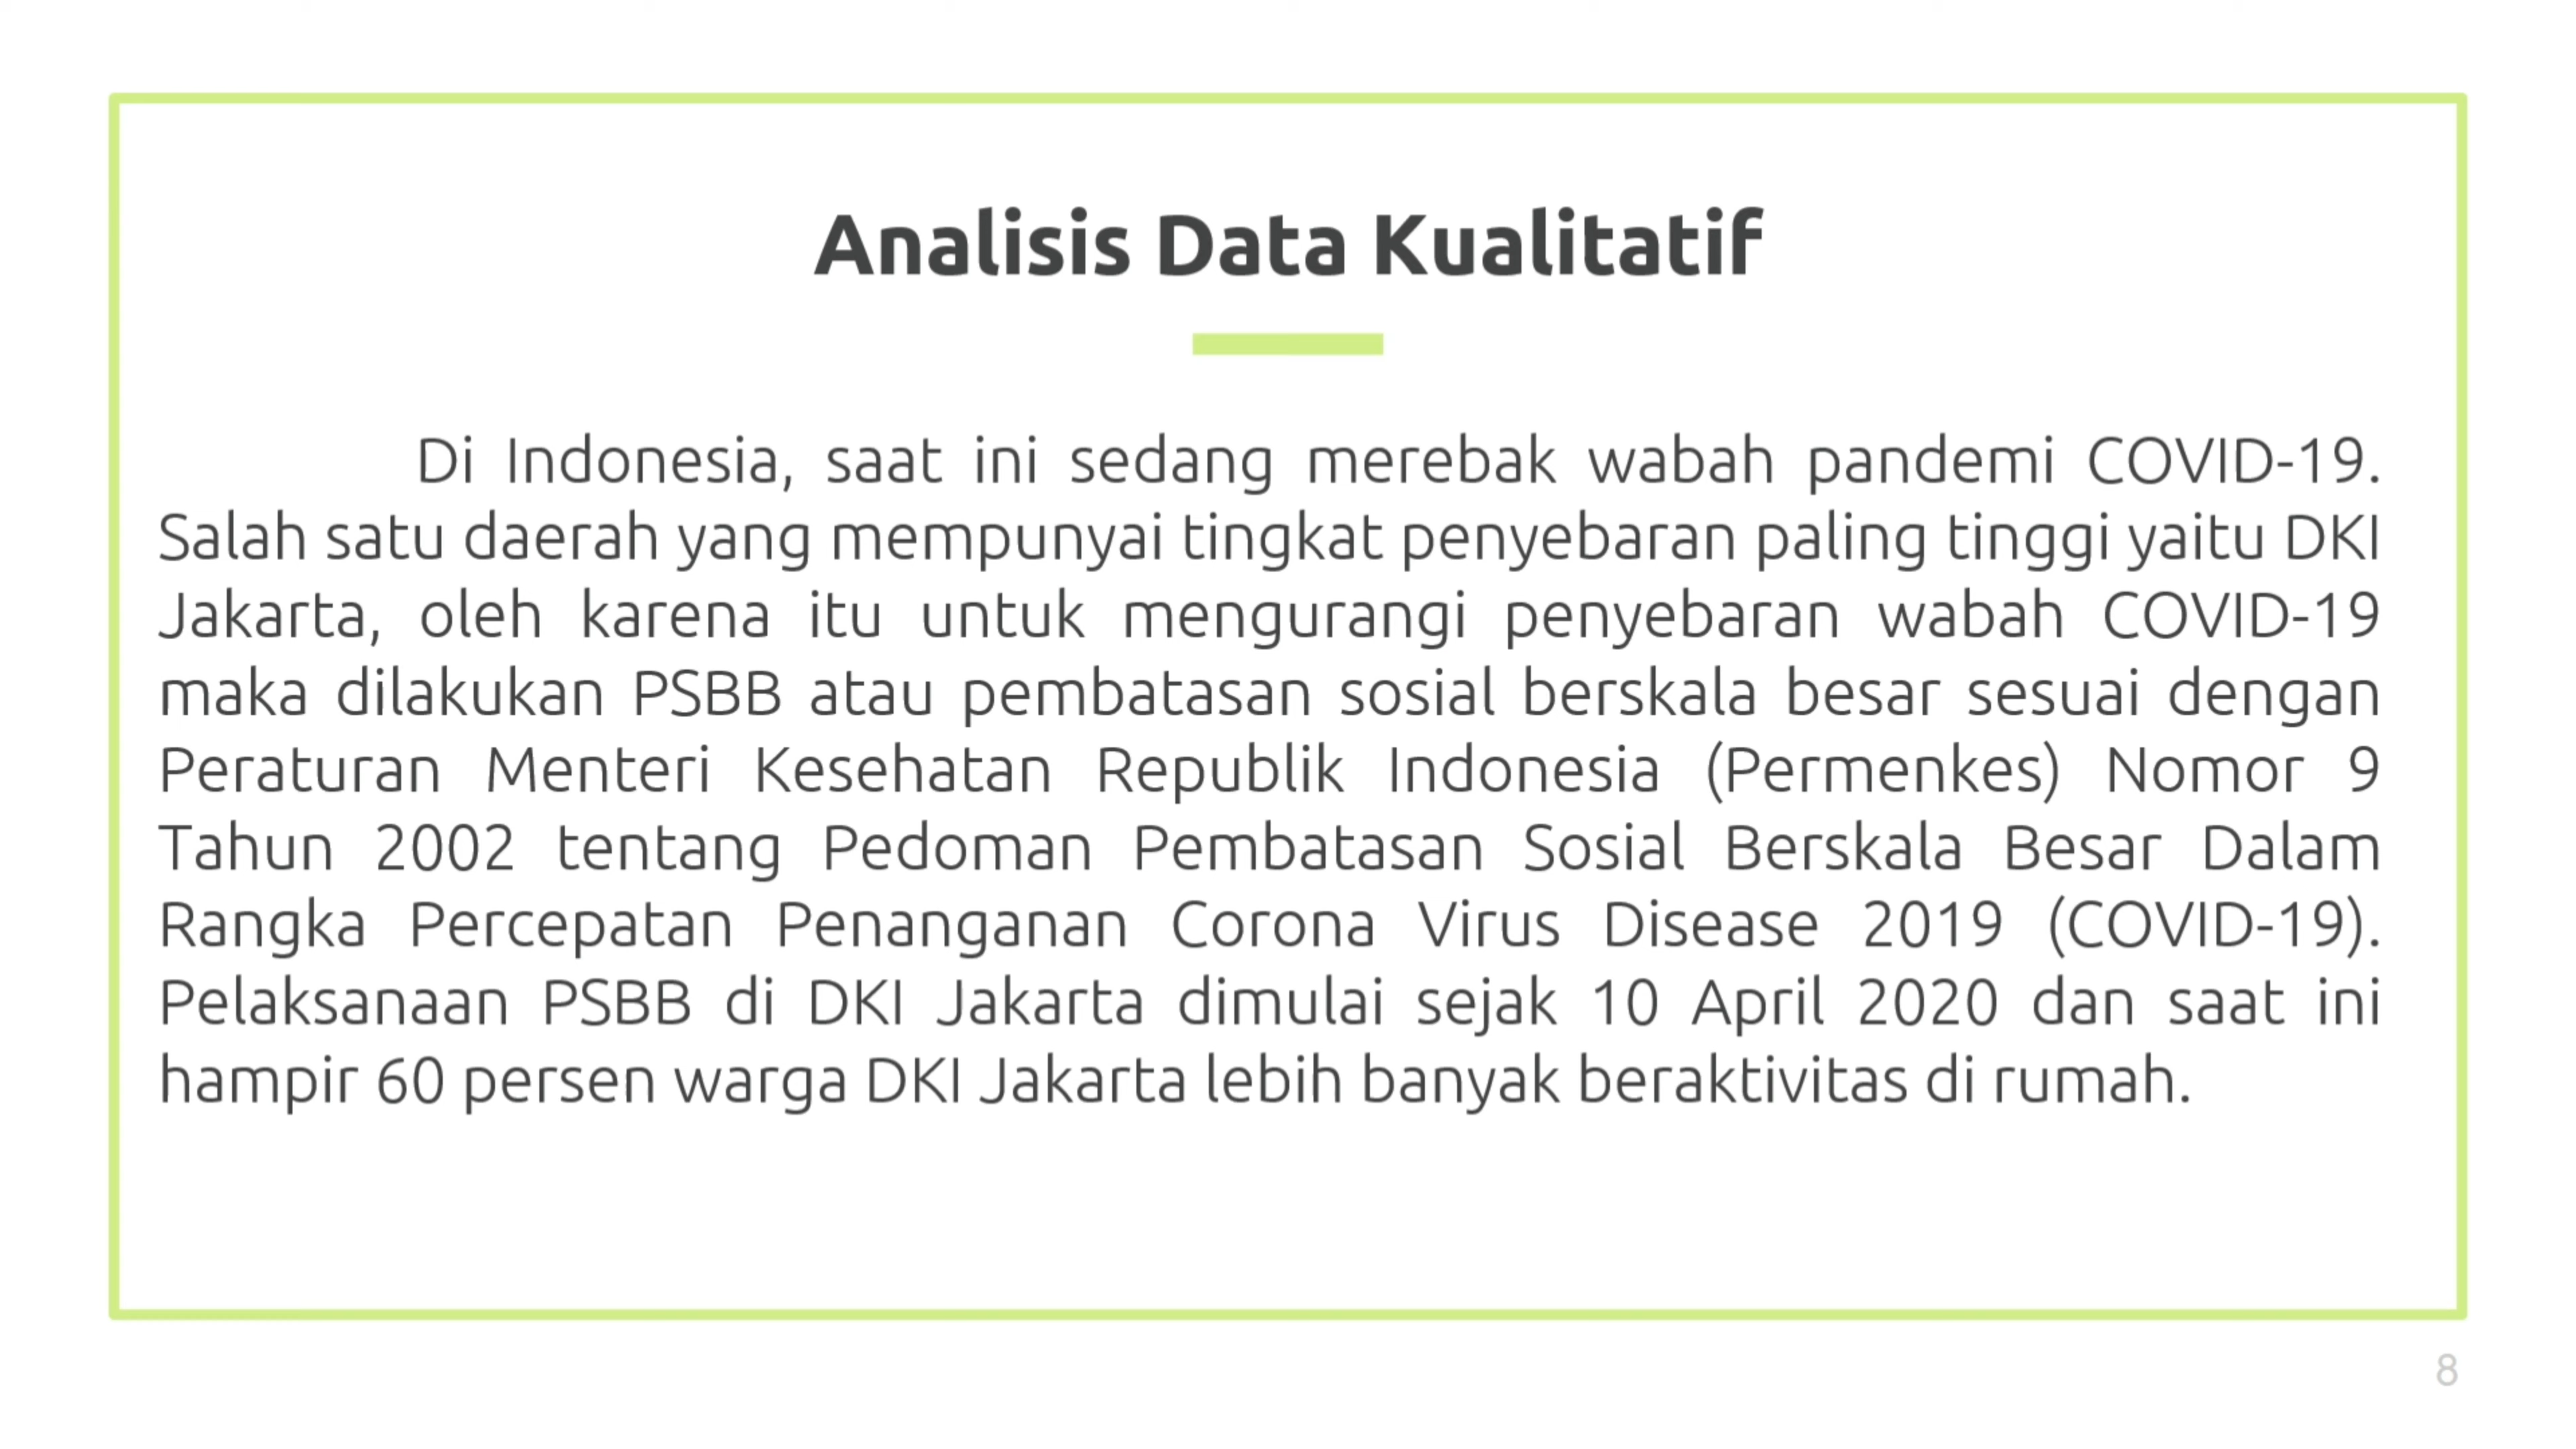 Analisis Data Kualitatif
Di Indonesia, saat ini sedang merebak wabah pandemi COVID-19.
Salah satu daerah yang mempunyai tingkat penyebaran paling tinggi yaitu DKI
Jakarta, oleh karena itu untuk mengurangi penyebaran wabah COVID-19
maka dilakukan PSBB atau pembatasan sosial berskala besar sesuai dengan
Peraturan Menteri Kesehatan Republik Indonesia (Permenkes) Nomor 9
Tahun 2002 tentang Pedoman Pembatasan Sosial Berskala Besar Dalam
Rangka Percepatan Penanganan Corona Virus Disease 2019 (COVID-19).
Pelaksanaan PSBB di DKI Jakarta dimulai sejak 10 April 2020 dan saat ini
hampir 60 persen warga DKI Jakarta lebih banyak beraktivitas di rumah.
8